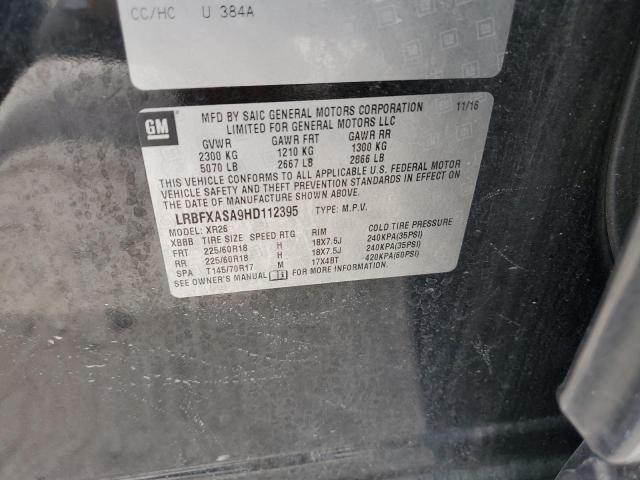 CC/HC U 384A
GM
MFD BY SAIC GENERAL MOTORS CORPORATION 11/16
LIMITED FOR GENERAL MOTORS LLC
GVWR GAWR FRT GAWR RR
2300 KG 1210 KG 1300 KG
5070 LB 2667 LB 2866 LB
THIS VEHICLE CONFORMS TO ALL APPLICABLE U.S. FEDERAL MOTOR
VEHICLE SAFETY AND THEFT PREVENTION STANDARDS IN EFFECT ON
THE DATE OF MANUFACTURE SHOWN ABOVE.
LRBFXASA9HD112395 TYPE: M.P.V.
MODEL: XR26
XBBB TIRE SIZE SPEED RTG RIM COLD TIRE PRESSURE
FRT 225/60R18 H 18X7.5J 240KPA(35PSI)
RR 225/60R18 H 18X7.5J 240KPA(35PSI)
SPA T145/70R17 M 17X4BT 420KPA(60PSI)
SEE OWNER'S MANUAL FOR MORE INFORMATION.